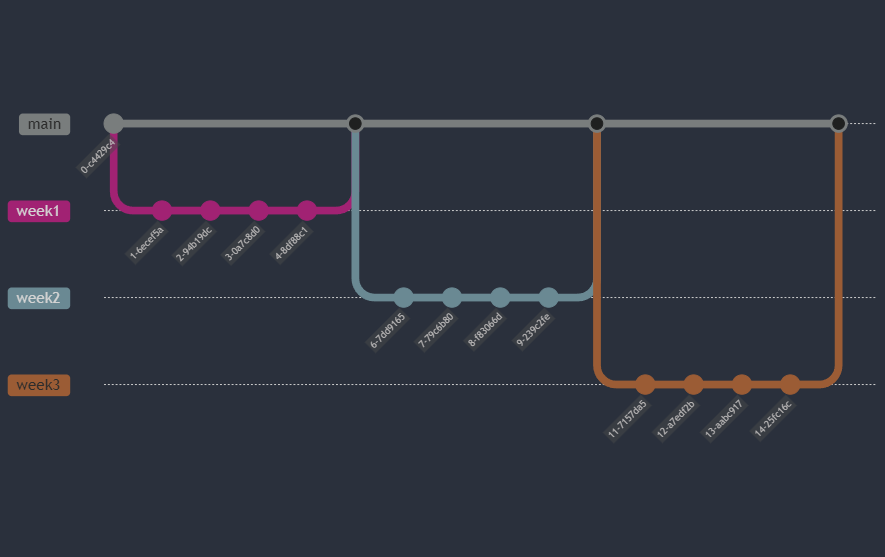 main
0-c4429c4
week1
1-6ecef5a
2-94b19dc
3-0a7c8d0
4-8df88c1
week2
6-7dd9165
7-79c6b80
8-f83066d
9-239c2fe
week3
11-7157da5
12-a7edf2b
13-aabc917
14-25fc16c